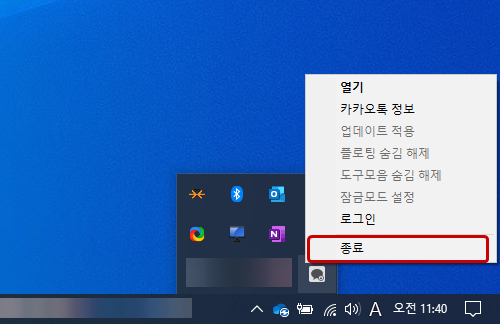 열기
카카오톡 정보
업데이트 적용
플로팅 숨김 해제
도구모음 숨김 해제
잠금모드 설정
로그인
종료
A 오전 11:40